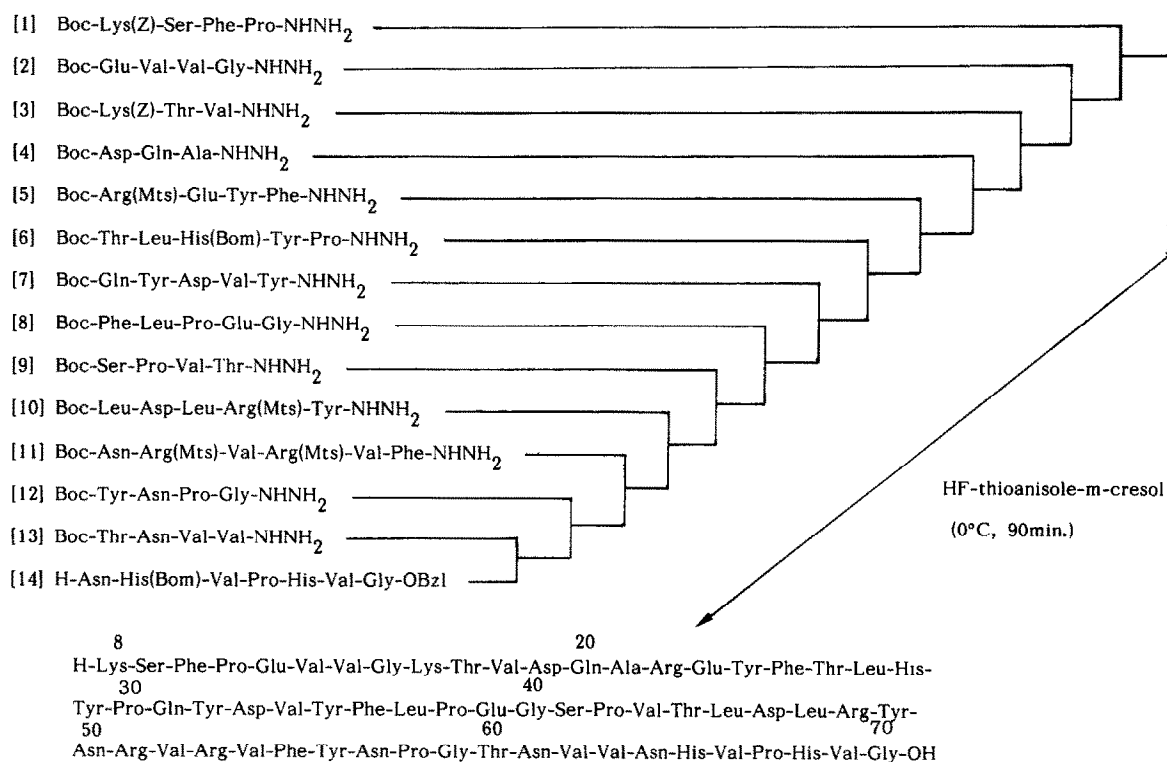 [1] Boc-Lys(Z)-Ser-Phe-Pro-NHNH2
[2] Boc-Glu-Val-Val-Gly-NHNH2
[3] Boc-Lys(Z)-Thr-Val-NHNH2
[4] Boc-Asp-Gln-Ala-NHNH2
[5] Boc-Arg(Mts)-Glu-Tyr-Phe-NHNH2
[6] Boc-Thr-Leu-His(Bom)-Tyr-Pro-NHNH2
[7] Boc-Gln-Tyr-Asp-Val-Tyr-NHNH2
[8] Boc-Phe-Leu-Pro-Glu-Gly-NHNH2
[9] Boc-Ser-Pro-Val-Thr-NHNH2
[10] Boc-Leu-Asp-Leu-Arg(Mts)-Tyr-NHNH2
[11] Boc-Asn-Arg(Mts)-Val-Arg(Mts)-Val-Phe-NHNH2
[12] Boc-Tyr-Asn-Pro-Gly-NHNH2
[13] Boc-Thr-Asn-Val-Val-NHNH2
[14] H-Asn-His(Bom)-Val-Pro-His-Val-Gly-OBzl
HF-thioanisole-m-cresol
(0°C, 90min.)
8 20
H-Lys-Ser-Phe-Pro-Glu-Val-Val-Gly-Lys-Thr-Val-Asp-Gln-Ala-Arg-Glu-Tyr-Phe-Thr-Leu-His-
30 40
Tyr-Pro-Gln-Tyr-Asp-Val-Tyr-Phe-Leu-Pro-Glu-Gly-Ser-Pro-Val-Thr-Leu-Asp-Leu-Arg-Tyr-
50 60 70
Asn-Arg-Val-Arg-Val-Phe-Tyr-Asn-Pro-Gly-Thr-Asn-Val-Val-Asn-His-Val-Pro-His-Val-Gly-OH